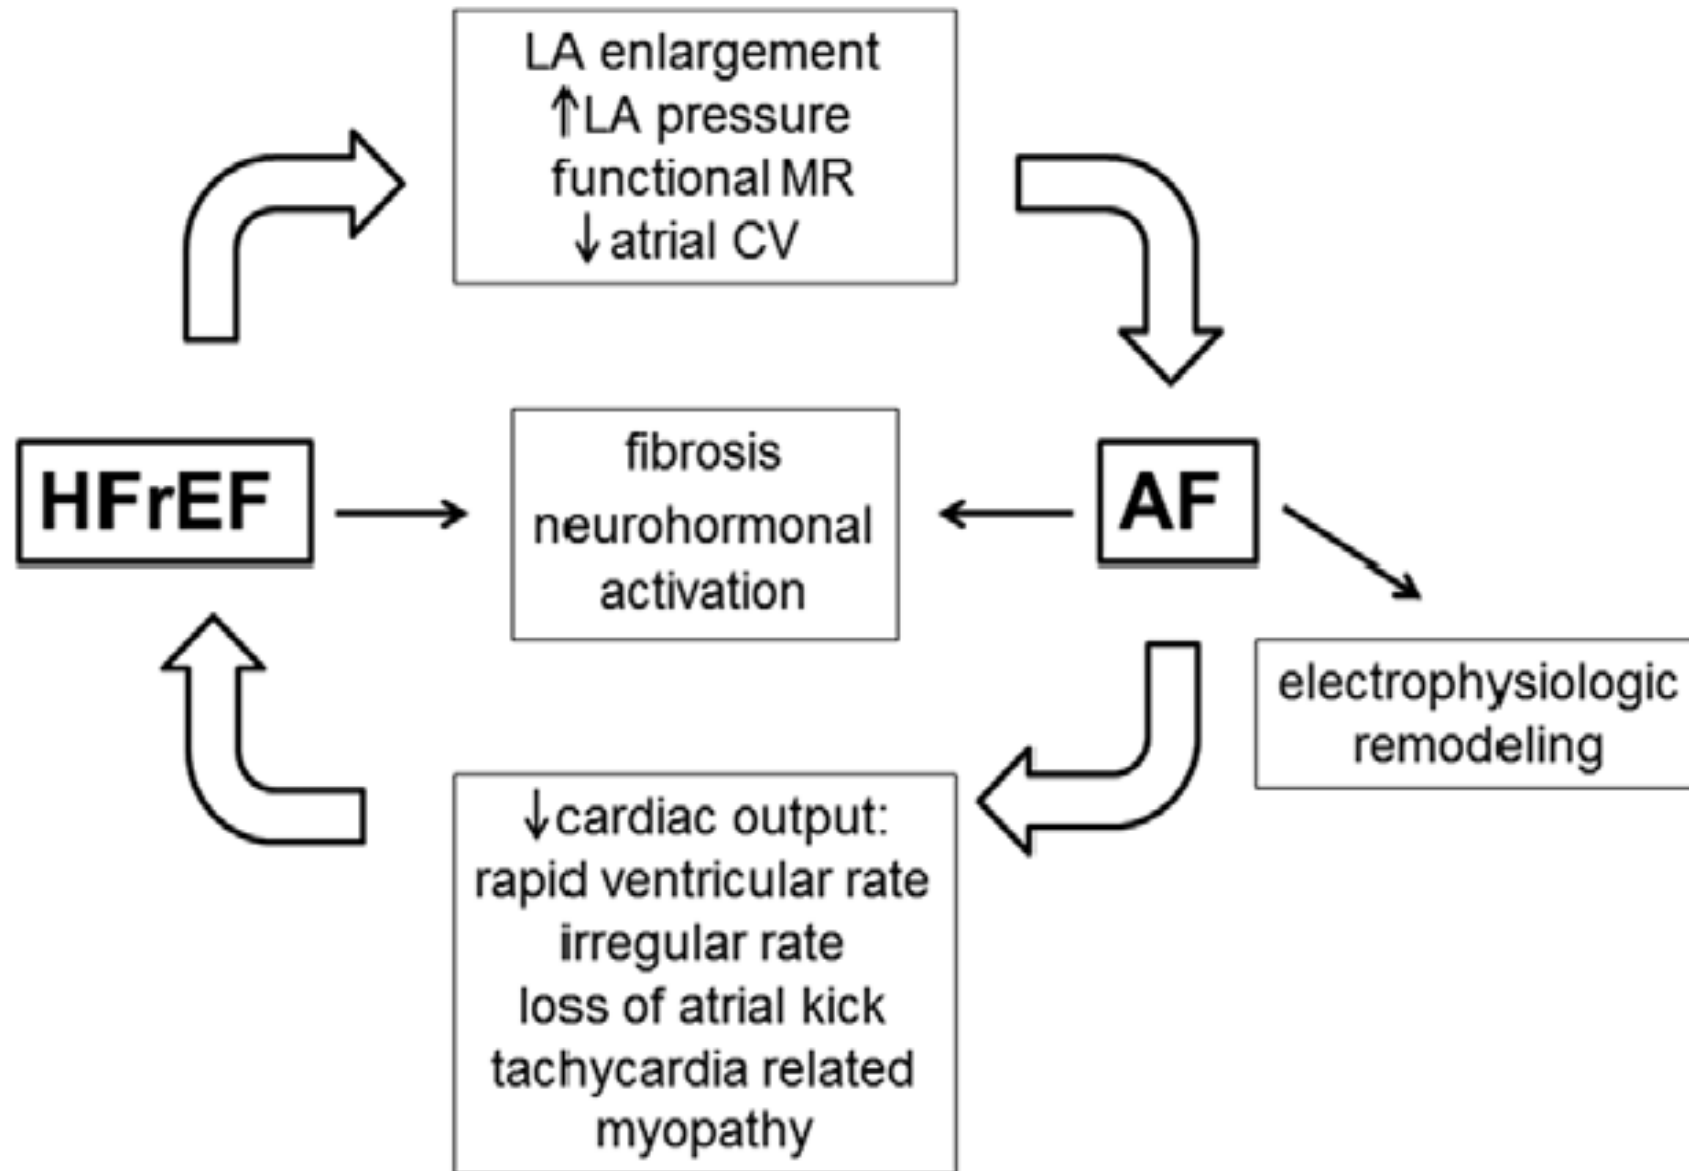 LA enlargement
↑LA pressure
functional MR
↓atrial CV
HFrEF
fibrosis
neurohormonal
activation
AF
electrophysiologic
remodeling
↓cardiac output:
rapid ventricular rate
irregular rate
loss of atrial kick
tachycardia related
myopathy